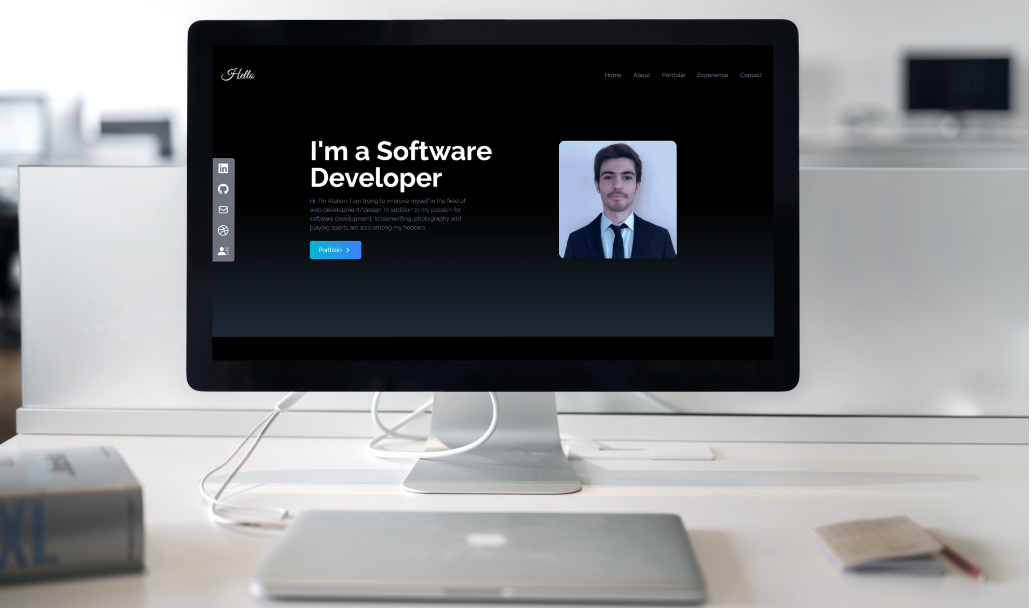 Hello
Home About Portfolio Experience Contact
I'm a Software
Developer
Hi, I'm Alahan, I am trying to improve myself in the field of
web development/design. In addition to my passion for
software development, screenwriting, photography and
playing sports are also among my hobbies.
Portfolio
in
XL